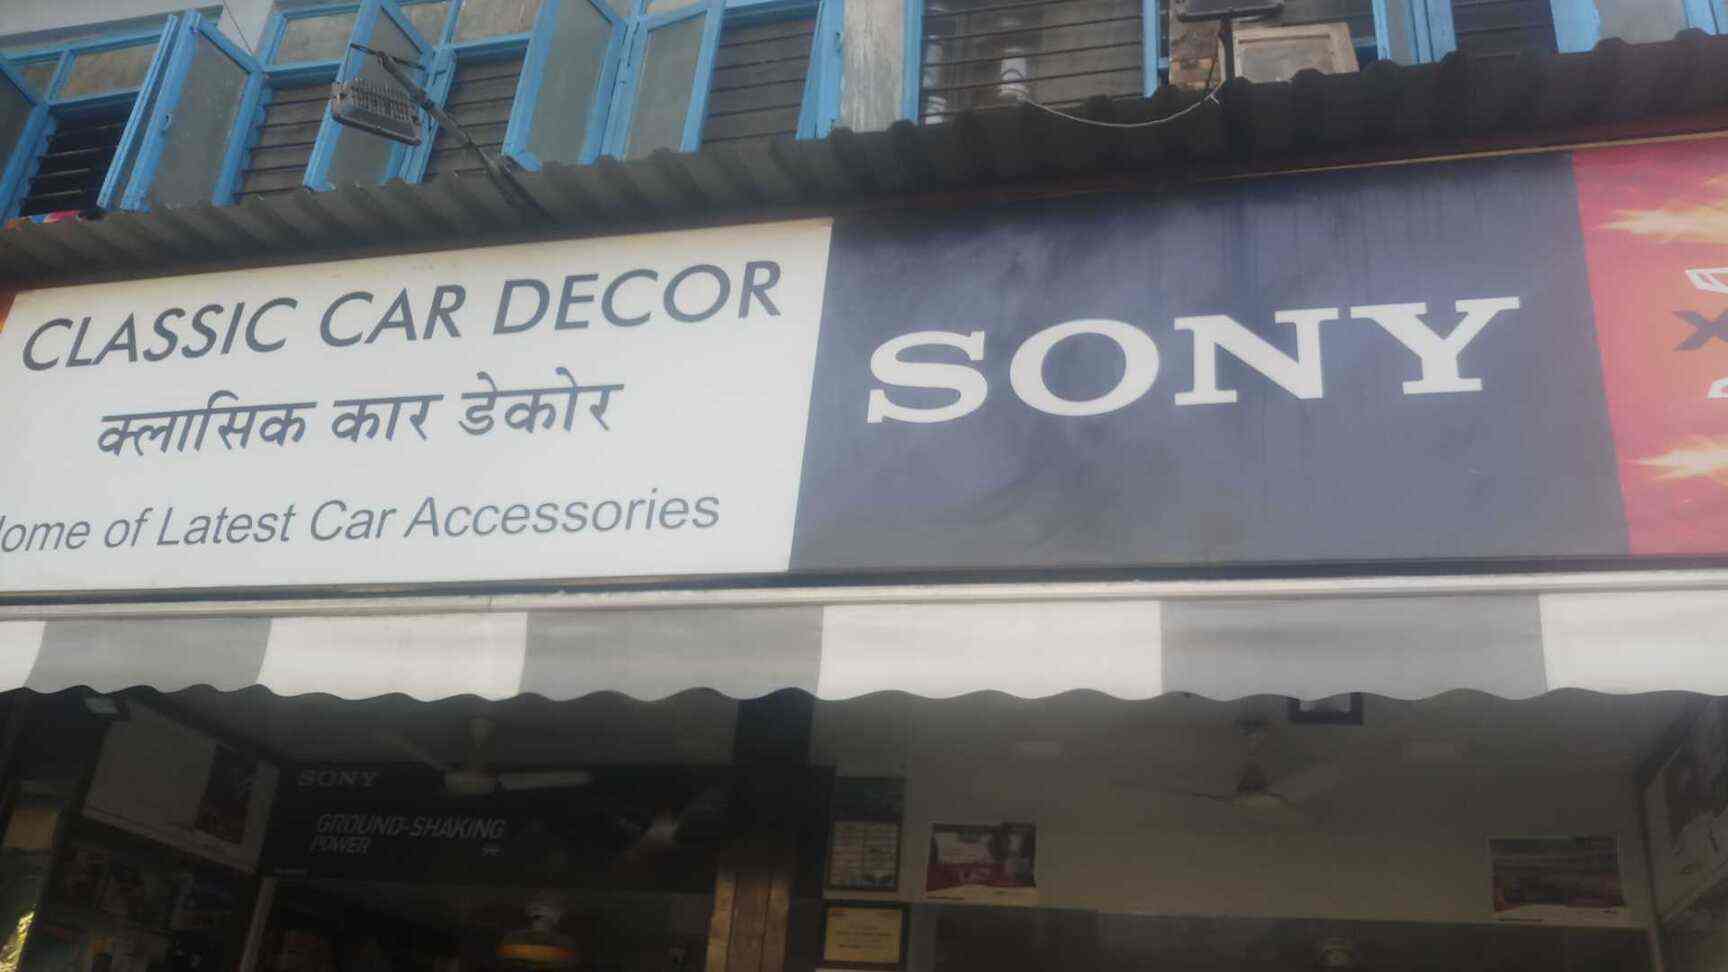 CLASSIC CAR DECOR
क्लासिक कार डेकोर
ome of Latest Car Accessories
SONY
SONY
GROUND-SHAKING
POWER